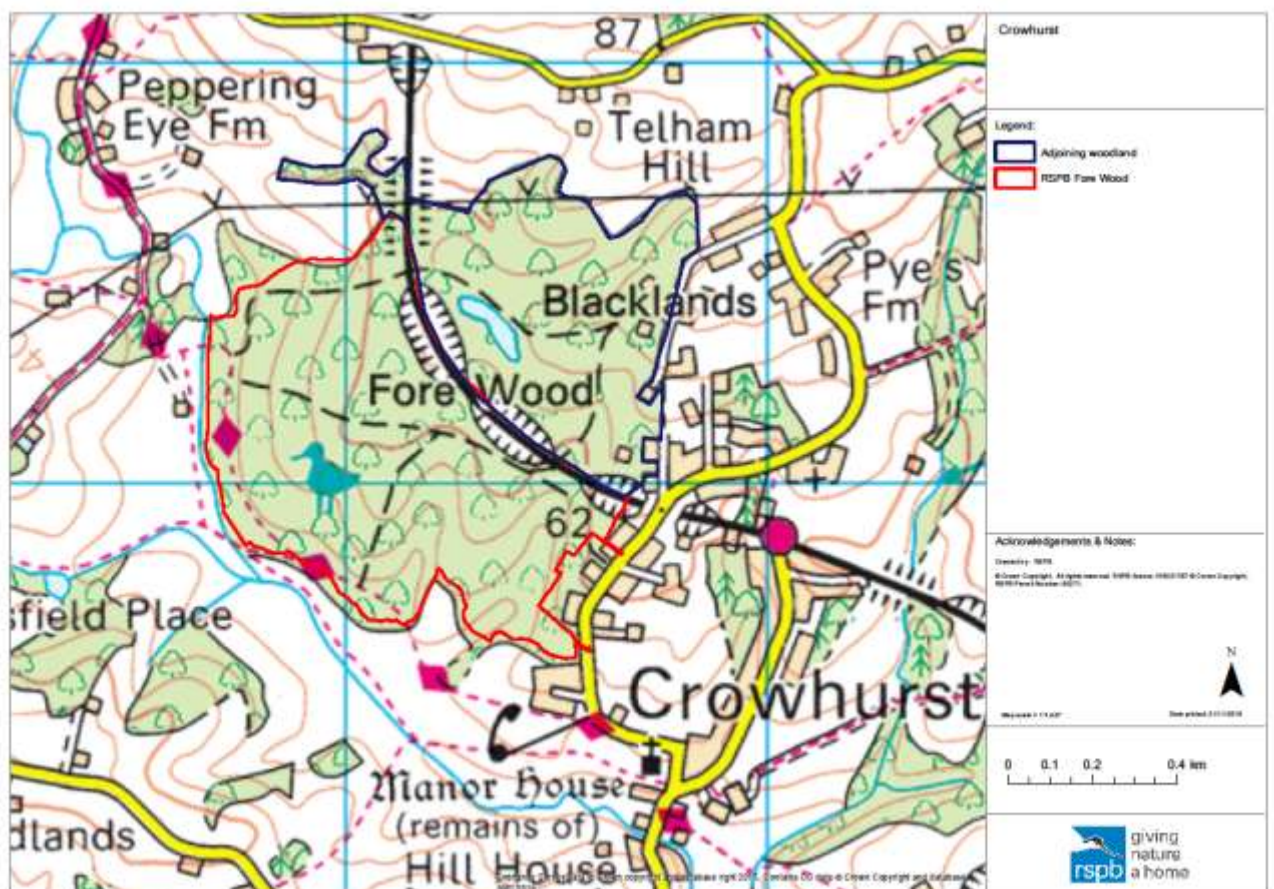 87
Peppering
Eye Fm
Telham
Hill
Pye's
Fm
Blacklands
Fore Wood
62
sfield Place
Crowhurst
Manor House
(remains of)
Hill House
dlands
Crowhurst
Legend:
Adjoining woodland
RSPB Fore Wood
Acknowledgements & Notes:
N
0 0.1 0.2 0.4 km
rspb
giving
nature
a home